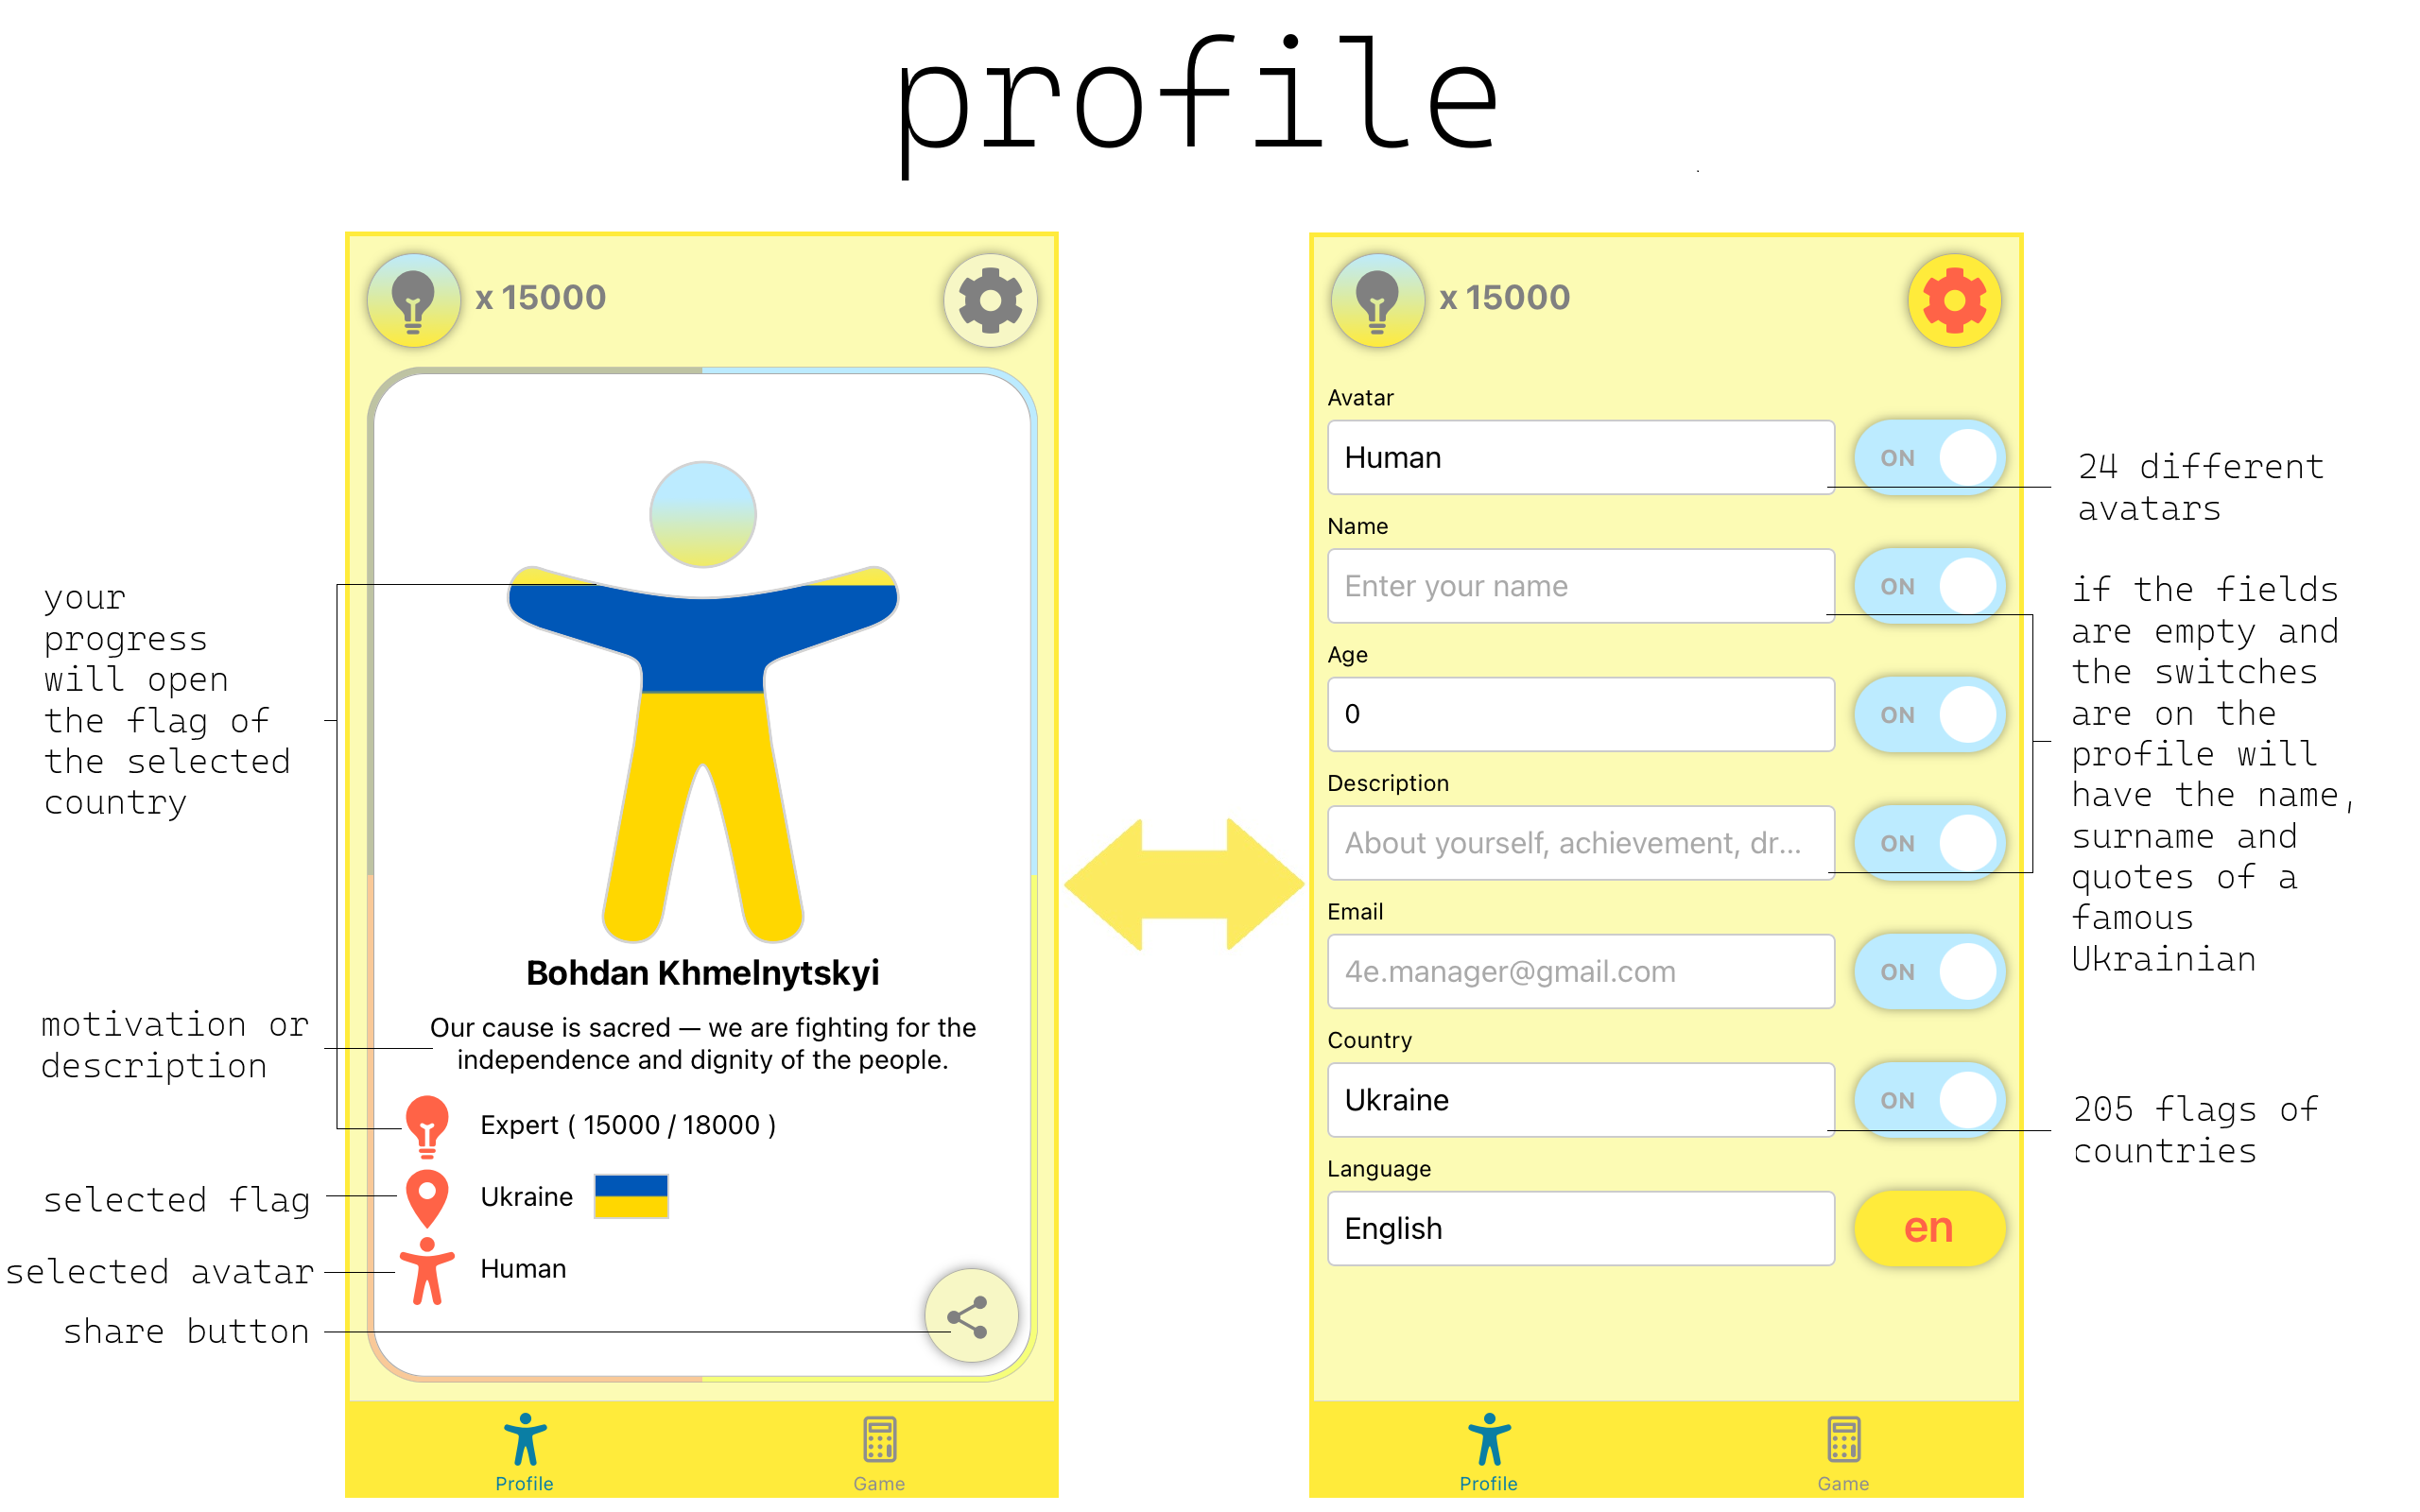 profile
x 15000
your
progress
will open
the flag of
the selected
country
motivation or
description
selected flag
selected avatar
share button
Bohdan Khmelnytskyi
Our cause is sacred — we are fighting for the
independence and dignity of the people.
Expert ( 15000 / 18000 )
Ukraine
Human
Profile
Game
x 15000
Avatar
Human
ON
Name
Enter your name
ON
Age
0
ON
Description
About yourself, achievement, dr...
ON
Email
4e.manager@gmail.com
ON
Country
Ukraine
ON
Language
English
en
Profile
Game
24 different
avatars
if the fields
are empty and
the switches
are on the
profile will
have the name,
surname and
quotes of a
famous
Ukrainian
205 flags of
countries